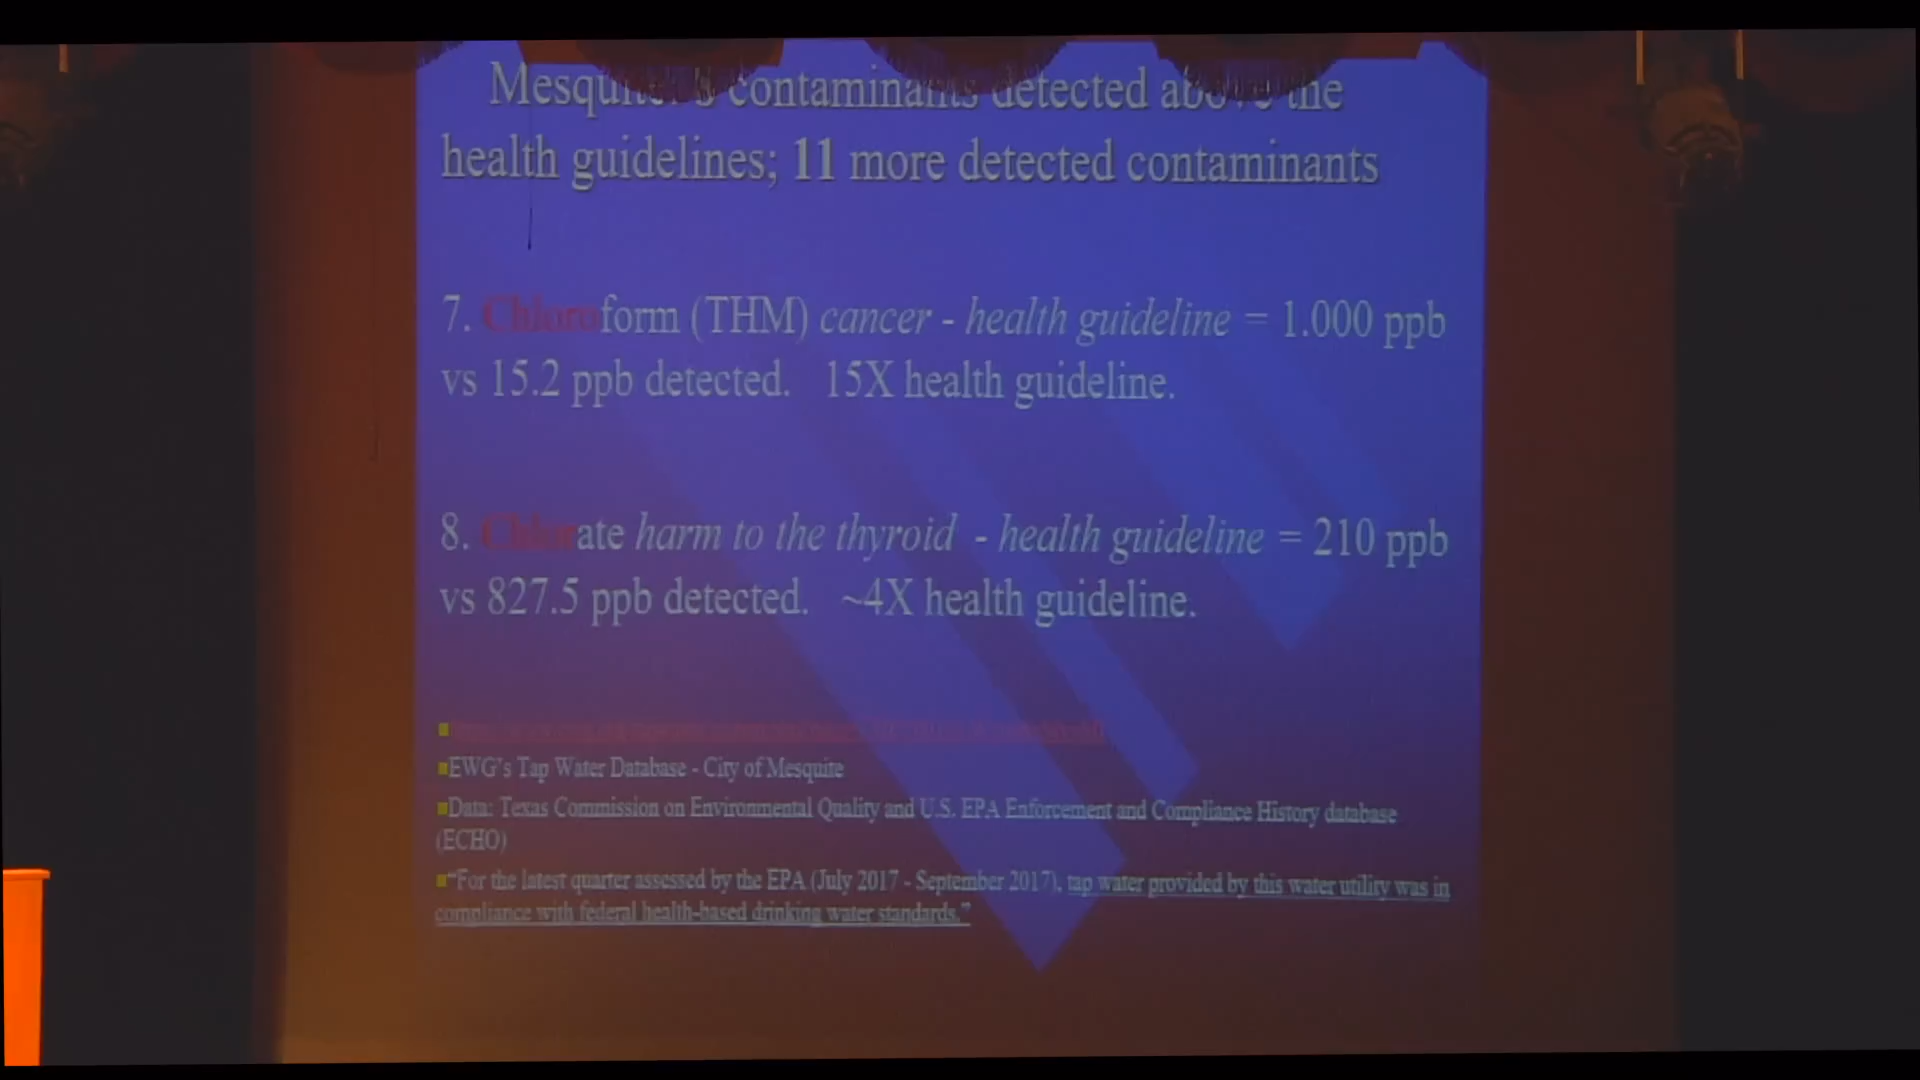 Mesquite: 8 contaminants detected above the
health guidelines; 11 more detected contaminants
7. Chloroform (THM) cancer - health guideline = 1.000 ppb
vs 15.2 ppb detected. 15X health guideline.
8. Chlorate harm to the thyroid - health guideline = 210 ppb
vs 827.5 ppb detected. ~4X health guideline.
EWG's Tap Water Database - City of Mesquite
Data: Texas Commission on Environmental Quality and U.S. EPA Enforcement and Compliance History database
(ECHO)
"For the latest quarter assessed by the EPA (July 2017 - September 2017), tap water provided by this water utility was in
compliance with federal health-based drinking water standards."